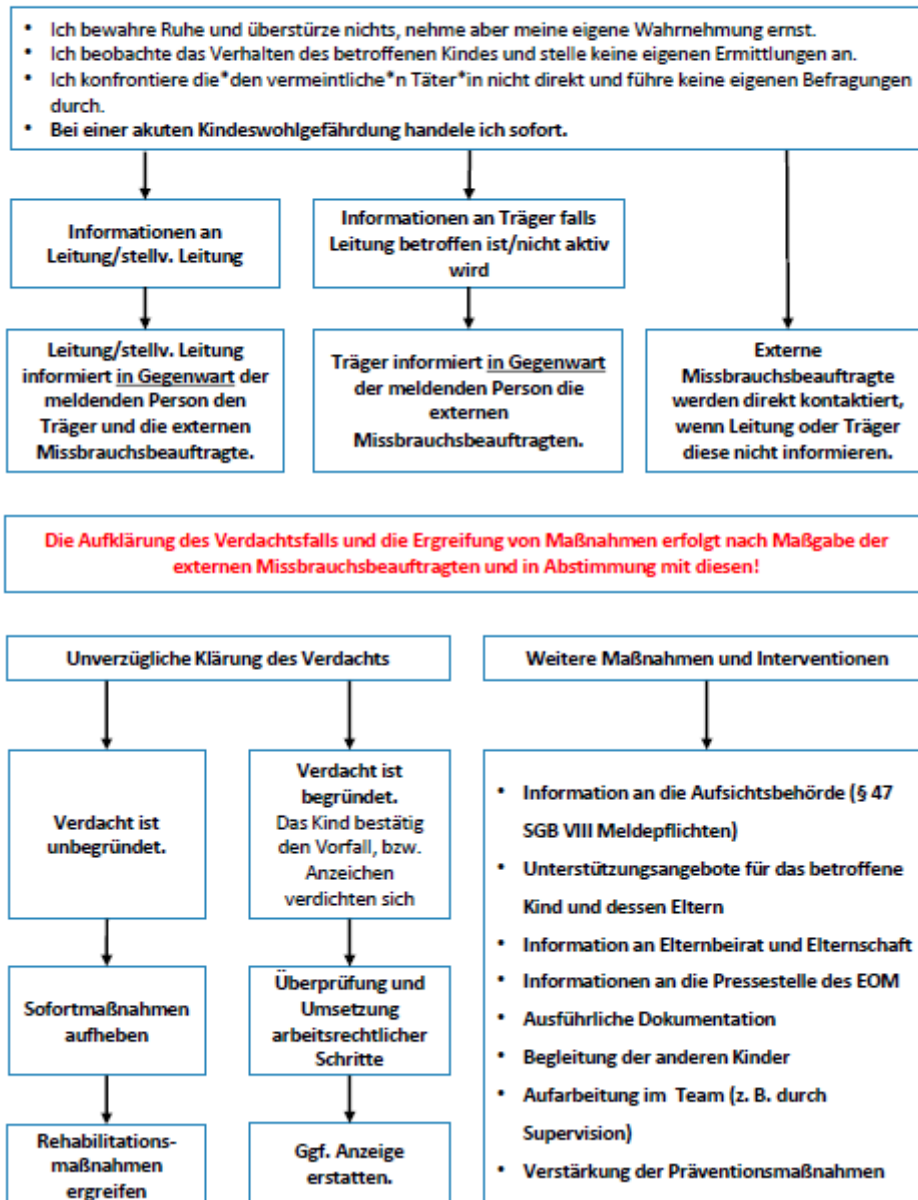 • Ich bewahre Ruhe und überstürze nichts, nehme aber meine eigene Wahrnehmung ernst.
• Ich beobachte das Verhalten des betroffenen Kindes und stelle keine eigenen Ermittlungen an.
• Ich konfrontiere die*den vermeintliche*n Täter*in nicht direkt und führe keine eigenen Befragungen
durch.
• Bei einer akuten Kindeswohlgefährdung handele ich sofort.
Informationen an
Leitung/stellv. Leitung
Informationen an Träger falls
Leitung betroffen ist/nicht aktiv
wird
Leitung/stellv. Leitung
informiert in Gegenwart der
meldenden Person den
Träger und die externen
Missbrauchsbeauftragte.
Träger informiert in Gegenwart
der meldenden Person die
externen
Missbrauchsbeauftragten.
Externe
Missbrauchsbeauftragte
werden direkt kontaktiert,
wenn Leitung oder Träger
diese nicht informieren.
Die Aufklärung des Verdachtsfalls und die Ergreifung von Maßnahmen erfolgt nach Maßgabe der
externen Missbrauchsbeauftragten und in Abstimmung mit diesen!
Unverzügliche Klärung des Verdachts
Verdacht ist
unbegründet.
Sofortmaßnahmen
aufheben
Rehabilitations-
maßnahmen
ergreifen
Verdacht ist
begründet.
Das Kind bestätig
den Vorfall, bzw.
Anzeichen
verdichten sich
Überprüfung und
Umsetzung
arbeitsrechtlicher
Schritte
Ggf. Anzeige
erstatten.
Weitere Maßnahmen und Interventionen
• Information an die Aufsichtsbehörde (§ 47
SGB VIII Meldepflichten)
• Unterstützungsangebote für das betroffene
Kind und dessen Eltern
• Information an Elternbeirat und Elternschaft
• Informationen an die Pressestelle des EOM
• Ausführliche Dokumentation
• Begleitung der anderen Kinder
• Aufarbeitung im Team (z. B. durch
Supervision)
• Verstärkung der Präventionsmaßnahmen